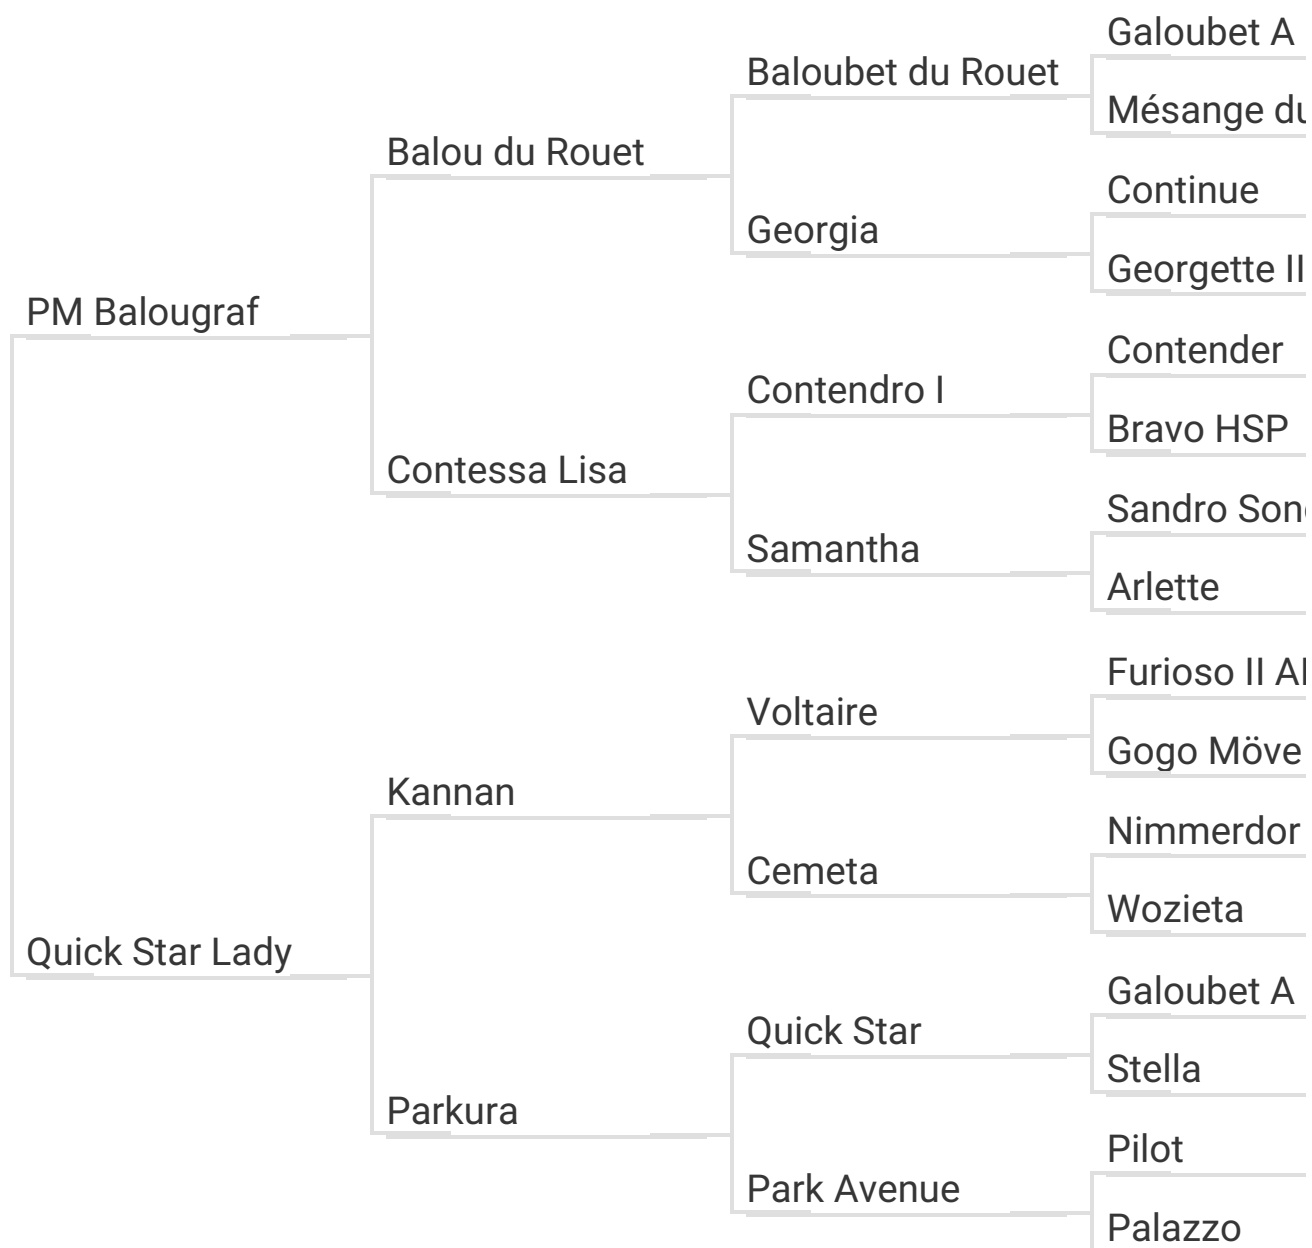 Galoubet A
Baloubet du Rouet
Mésange du
Balou du Rouet
Continue
Georgia
Georgette II
PM Balougraf
Contender
Contendro I
Bravo HSP
Contessa Lisa
Sandro
Samantha
Arlette
Furioso II
Voltaire
Gogo Möve
Kannan
Nimmerdor
Cemeta
Wozieta
Quick Star Lady
Galoubet A
Quick Star
Stella
Parkura
Pilot
Park Avenue
Palazzo